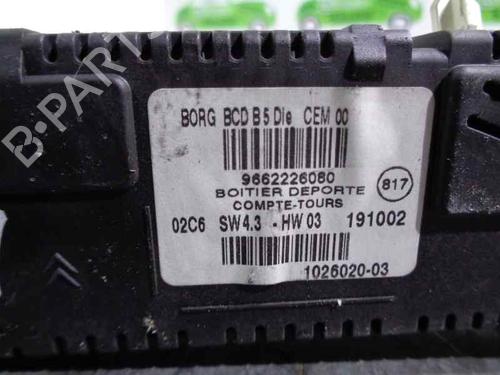 B-PARTS
BORG BCD B5 Die CEM 00
9662226080
BOITIER DEPORTE
COMPTE-TOURS
817
02C6 SW4.3 - HW 03 191002
1026020-03